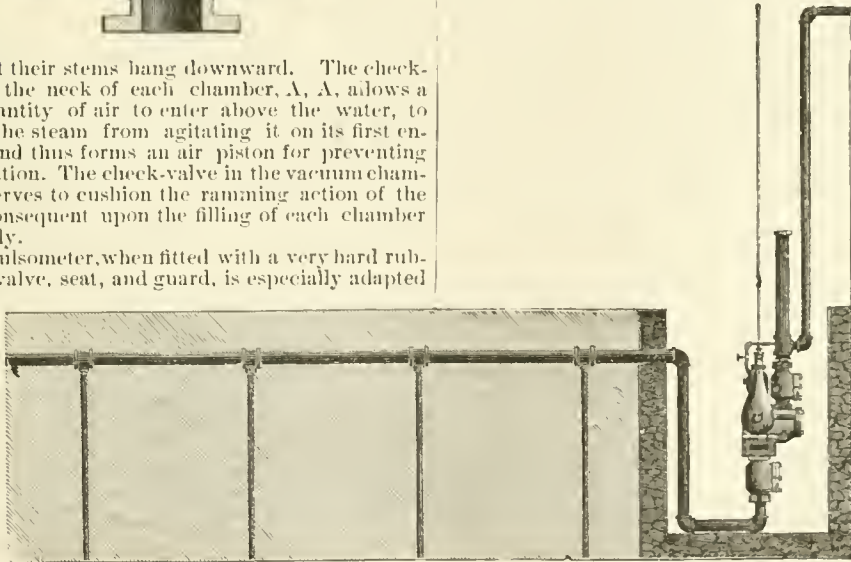 t their stems hang downward. The check-
the neck of each chamber, A, A, allows a
antity of air to enter above the water, to
he steam from agitating it on its first en-
nd thus forms an air piston for preventing
ation. The check-valve in the vacuum cham-
erves to cushion the ramming action of the
onsequent upon the filling of each chamber
ly.
ulsometer, when fitted with a very hard rub-
valve, seat, and guard, is especially adapted